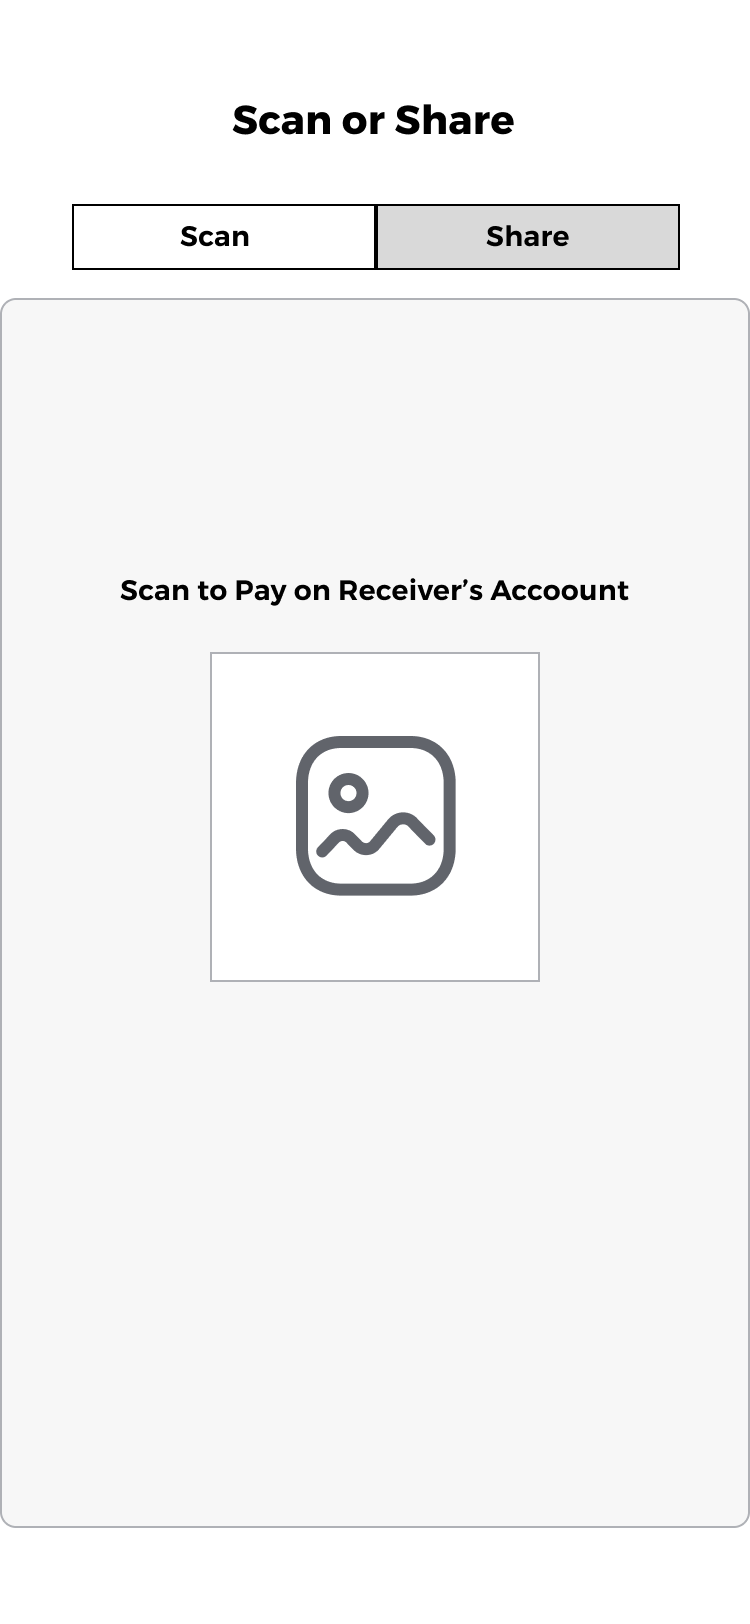 Scan or Share
Scan
Share
Scan to Pay on Receiver’s Accoount